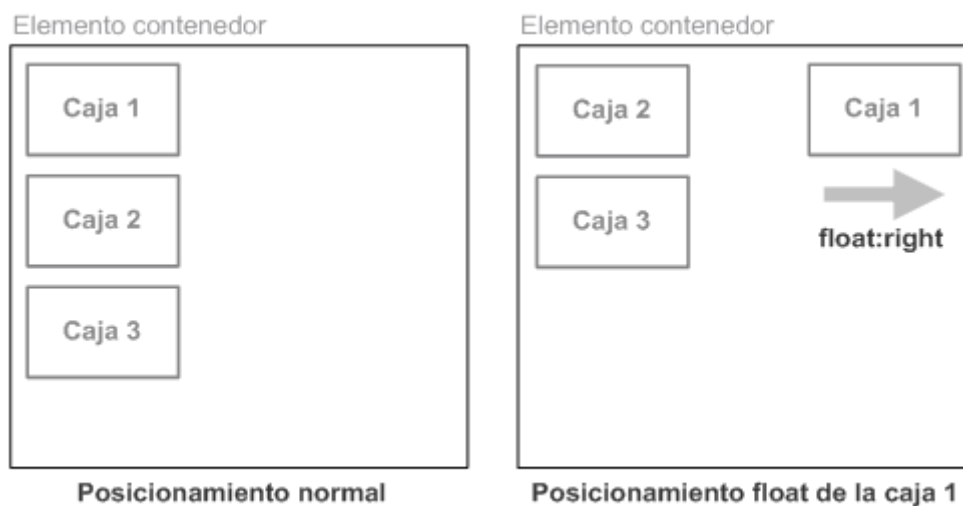 Elemento contenedor
Caja 1
Caja 2
Caja 3
Posicionamiento normal
Elemento contenedor
Caja 2
Caja 1
Caja 3
float:right
Posicionamiento float de la caja 1